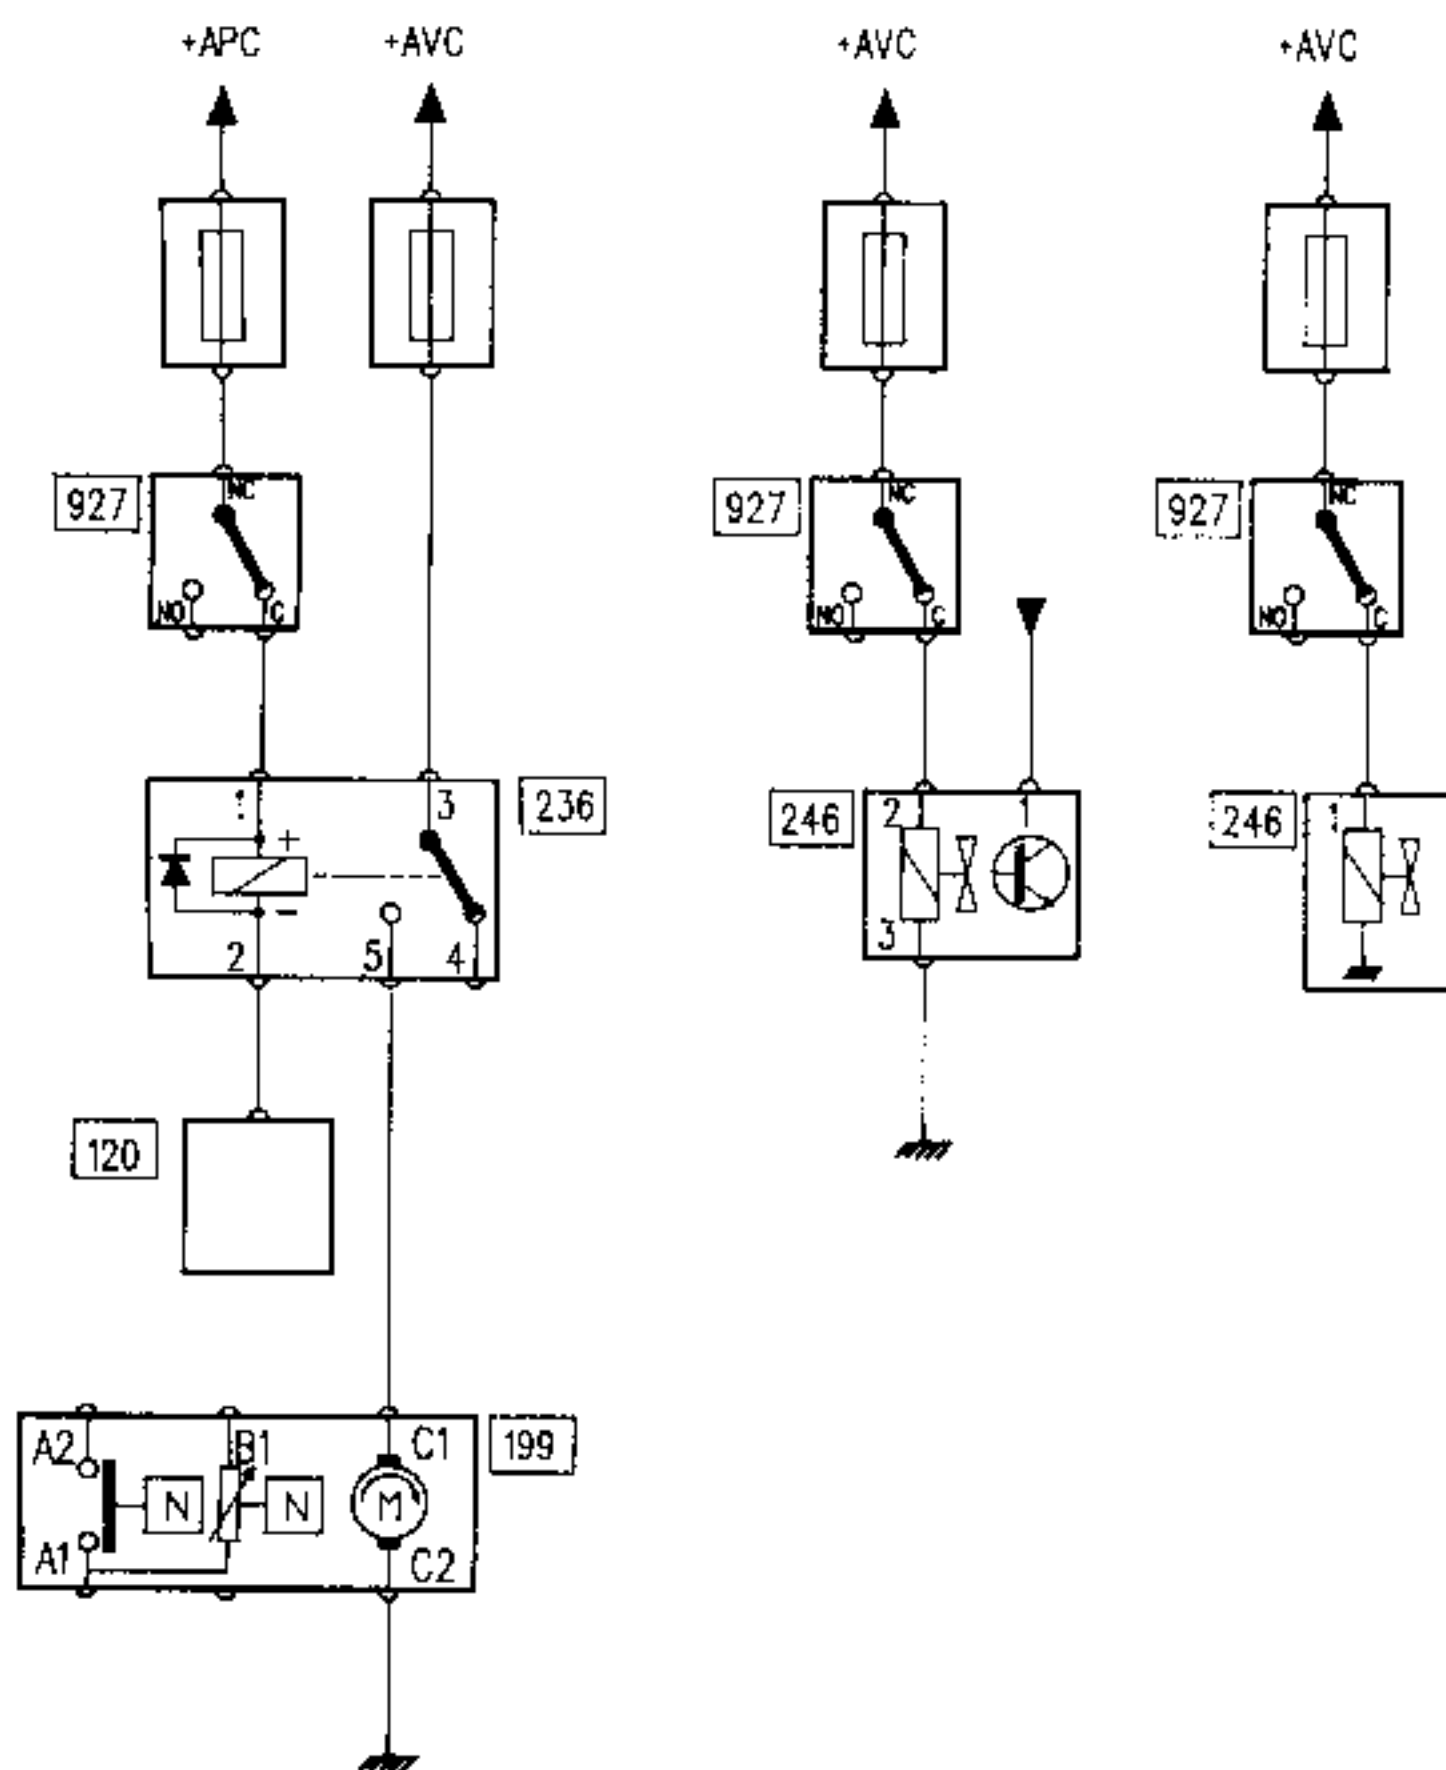 +APC +AVC +AVC +AVC
927 NC 927 NC 927 NC
NO C NO C NO C
1 3 236 246 2 1 246 1
+
-
2 5 4 3
120
A2 B1 C1 199
N N M
A1 C2